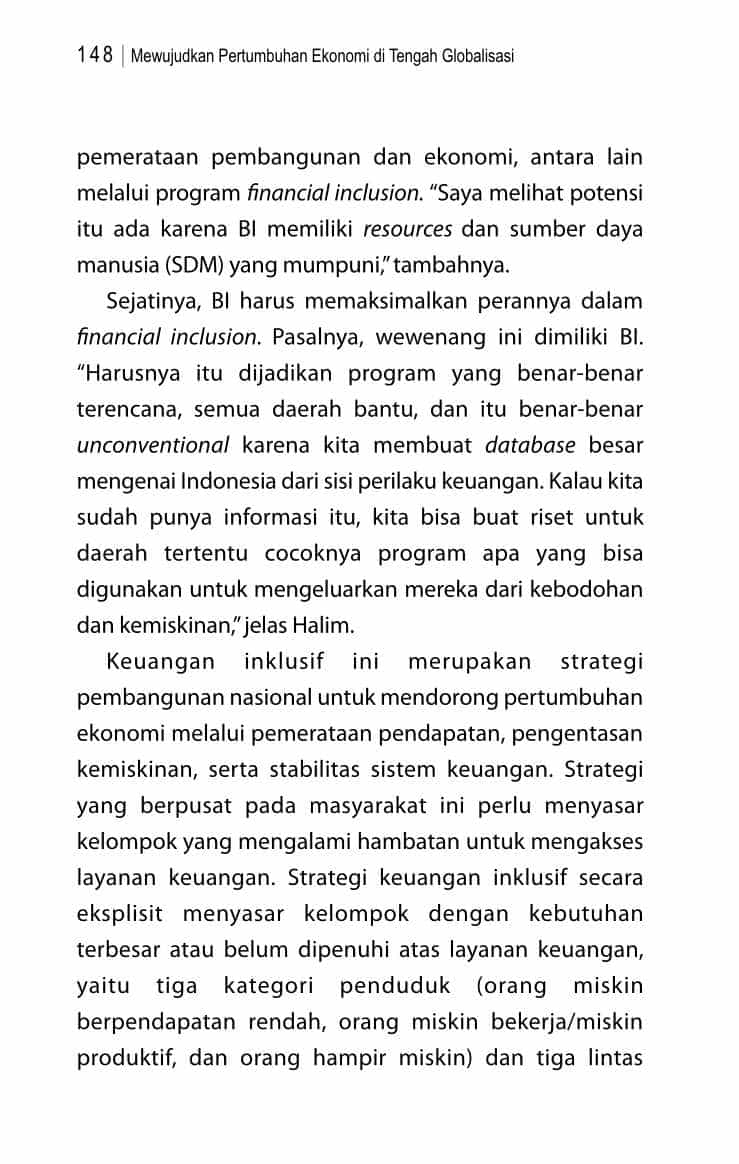 148 | Mewujudkan Pertumbuhan Ekonomi di Tengah Globalisasi
pemerataan pembangunan dan ekonomi, antara lain
melalui program financial inclusion. “Saya melihat potensi
itu ada karena BI memiliki resources dan sumber daya
manusia (SDM) yang mumpuni,” tambahnya.
Sejatinya, BI harus memaksimalkan perannya dalam
financial inclusion. Pasalnya, wewenang ini dimiliki BI.
“Harusnya itu dijadikan program yang benar-benar
terencana, semua daerah bantu, dan itu benar-benar
unconventional karena kita membuat database besar
mengenai Indonesia dari sisi perilaku keuangan. Kalau kita
sudah punya informasi itu, kita bisa buat riset untuk
daerah tertentu cocoknya program apa yang bisa
digunakan untuk mengeluarkan mereka dari kebodohan
dan kemiskinan,” jelas Halim.
Keuangan inklusif ini merupakan strategi
pembangunan nasional untuk mendorong pertumbuhan
ekonomi melalui pemerataan pendapatan, pengentasan
kemiskinan, serta stabilitas sistem keuangan. Strategi
yang berpusat pada masyarakat ini perlu menyasar
kelompok yang mengalami hambatan untuk mengakses
layanan keuangan. Strategi keuangan inklusif secara
eksplisit menyasar kelompok dengan kebutuhan
terbesar atau belum dipenuhi atas layanan keuangan,
yaitu tiga kategori penduduk (orang miskin
berpendapatan rendah, orang miskin bekerja/miskin
produktif, dan orang hampir miskin) dan tiga lintas